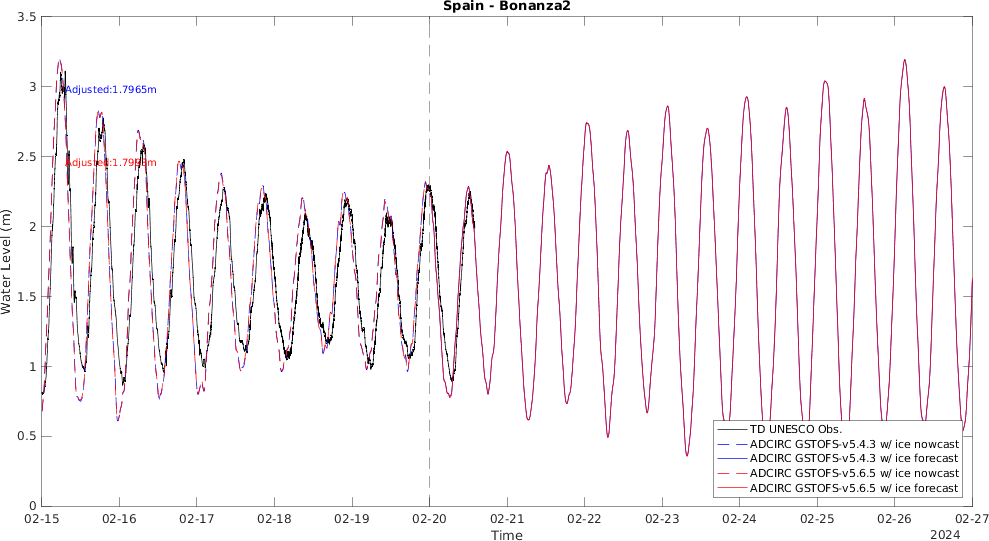 Spain - Bonanza2
3.5
3
2.5
2
1.5
1
0.5
0
Water Level (m)
Adjusted:1.7965m
02-15
02-16
02-17
02-18
02-19
02-20
02-21
02-22
02-23
02-24
02-25
02-26
02-27
Time
2024
TD UNESCO Obs.
ADCIRC GSTOFS-v5.4.3 w/ ice nowcast
ADCIRC GSTOFS-v5.4.3 w/ ice forecast
ADCIRC GSTOFS-v5.6.5 w/ ice nowcast
ADCIRC GSTOFS-v5.6.5 w/ ice forecast